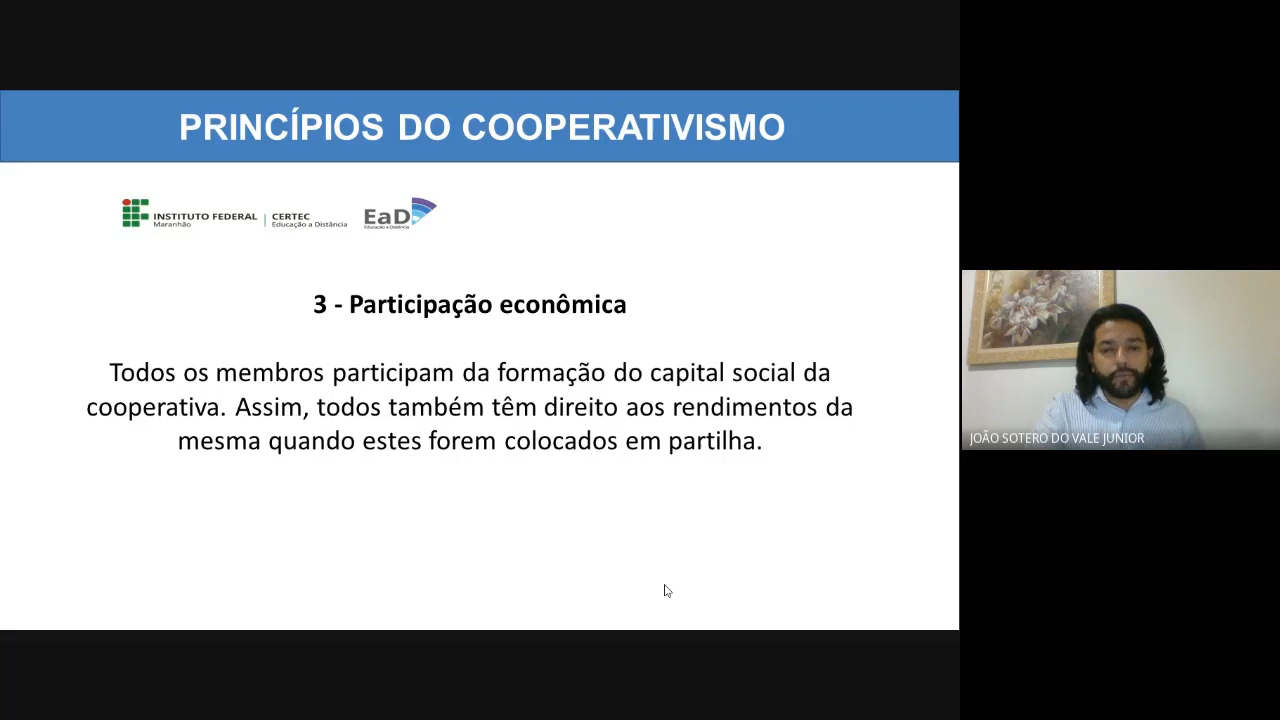 PRINCÍPIOS DO COOPERATIVISMO
INSTITUTO FEDERAL
Maranhão
CERTEC
Educação a Distância
EaD
Educação a Distância
3 - Participação econômica
Todos os membros participam da formação do capital social da
cooperativa. Assim, todos também têm direito aos rendimentos da
mesma quando estes forem colocados em partilha.
JOÃO SOTERO DO VALE JUNIOR